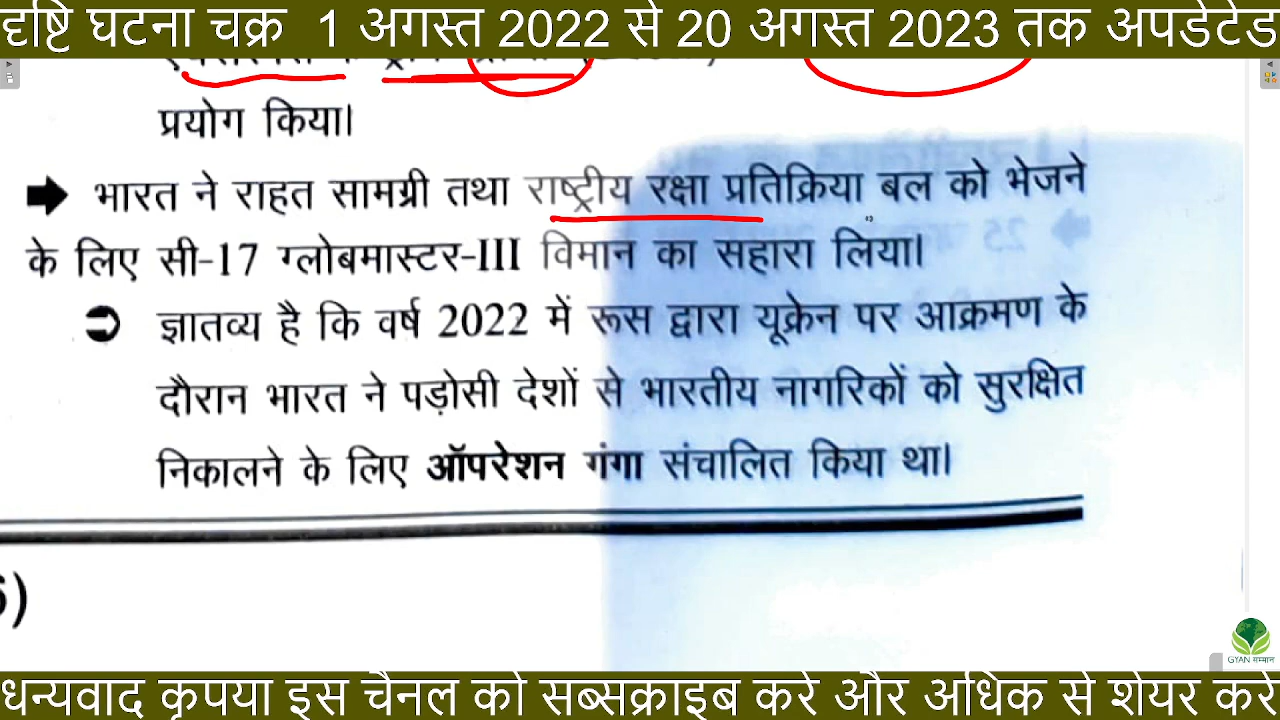 दृष्टि घटना चक्र 1 अगस्त 2022 से 20 अगस्त 2023 तक अपडेटेड
प्रयोग किया।
भारत ने राहत सामग्री तथा राष्ट्रीय रक्षा प्रतिक्रिया बल को भेजने
के लिए सी-17 ग्लोबमास्टर-III विमान का सहारा लिया।
ज्ञातव्य है कि वर्ष 2022 में रूस द्वारा यूक्रेन पर आक्रमण के
दौरान भारत ने पड़ोसी देशों से भारतीय नागरिकों को सुरक्षित
निकालने के लिए ऑपरेशन गंगा संचालित किया था।
GYAN सम्मान
धन्यवाद कृपया इस चैनल को सब्सक्राइब करे और अधिक से शेयर करे